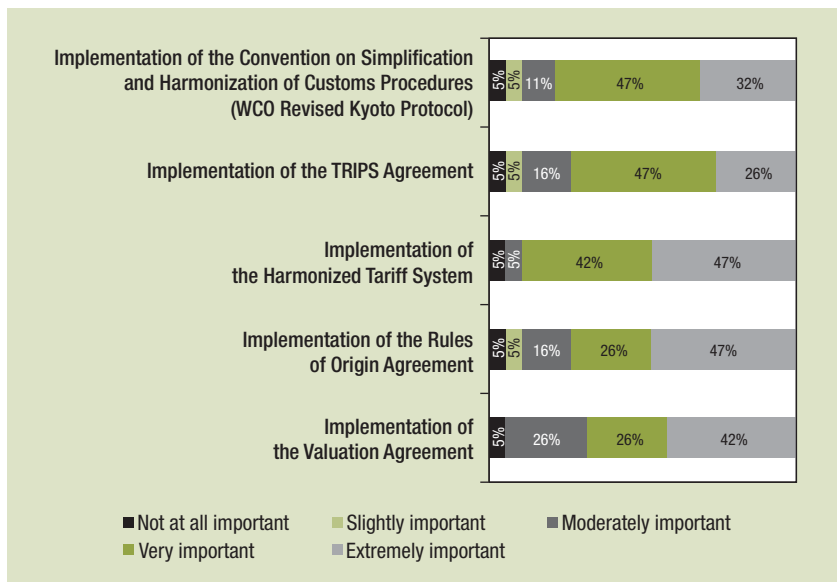 Implementation of the Convention on Simplification
and Harmonization of Customs Procedures
(WCO Revised Kyoto Protocol)
5% 5% 11% 47% 32%
Implementation of the TRIPS Agreement
5% 5% 16% 47% 26%
Implementation of
the Harmonized Tariff System
5% 5% 42% 47%
Implementation of the Rules
of Origin Agreement
5% 5% 16% 26% 47%
Implementation of
the Valuation Agreement
5% 26% 26% 42%
Not at all important Slightly important Moderately important
Very important Extremely important